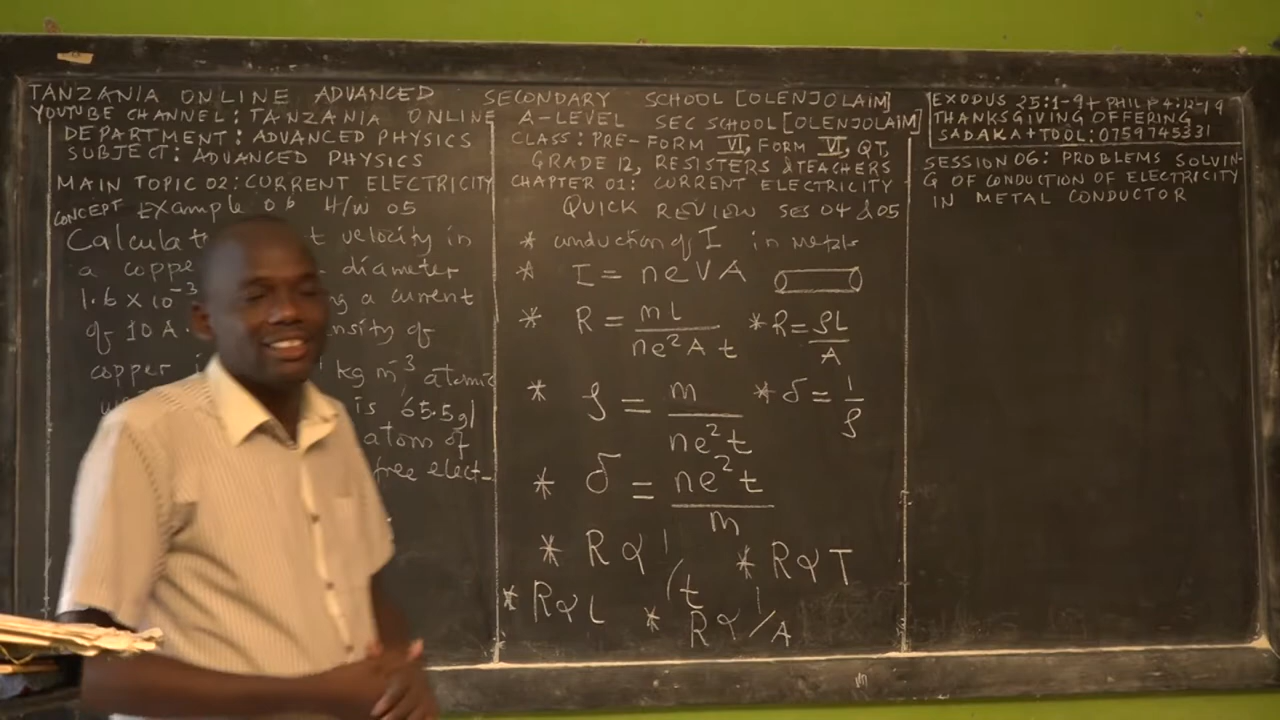 TANZANIA ONLINE ADVANCED SECONDARY SCHOOL [OLENJOLAIM]
YOUTUBE CHANNEL: TANZANIA ONLINE A-LEVEL SEC SCHOOL [OLENJOLAIM]
DEPARTMENT: ADVANCED PHYSICS
SUBJECT: ADVANCED PHYSICS
MAIN TOPIC 02: CURRENT ELECTRICITY
CONCEPT Example 06 H/W 05
velocity in
a diameter
1.6 X 10⁻³ a current
of 10 A of
copper kg m³, atomic
is 65.5g/
atom of
free elect-
CLASS: PRE-FORM VI, FORM VI, QT,
GRADE 12, RESISTERS & TEACHERS
CHAPTER 01: CURRENT ELECTRICITY
QUICK REVIEW SES 04 & 05
* conduction of I in metals
* I = neVA
* R = mL / ne²At * R = ρL / A
* ρ = m / ne²t * δ = 1 / ρ
* δ = ne²t / m
* R α 1/t * R α T
* R α L * R α 1/A
EXODUS 25:1-9 + PHILP 4:12-19
THANKSGIVING OFFERING
SADAKA + TOOL: 0759745331
SESSION 06: PROBLEMS SOLVIN-
G OF CONDUCTION OF ELECTRICITY
IN METAL CONDUCTOR